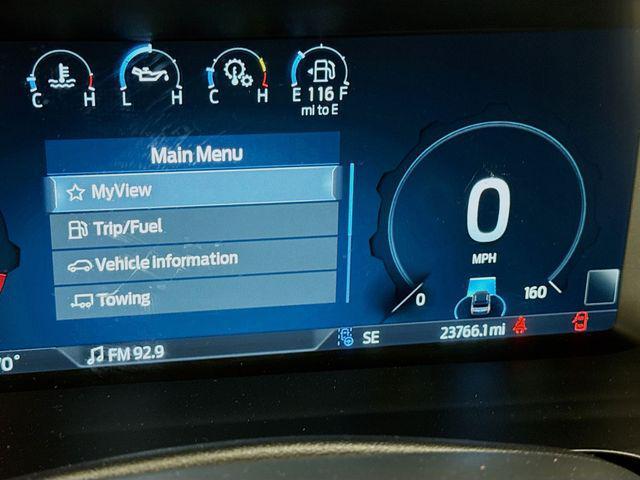 C H
L H
C H
E 116 F
mi to E
Main Menu
MyView
Trip/Fuel
Vehicle information
Towing
0
MPH
0
160
0°
FM 92.9
SE
23766.1 mi